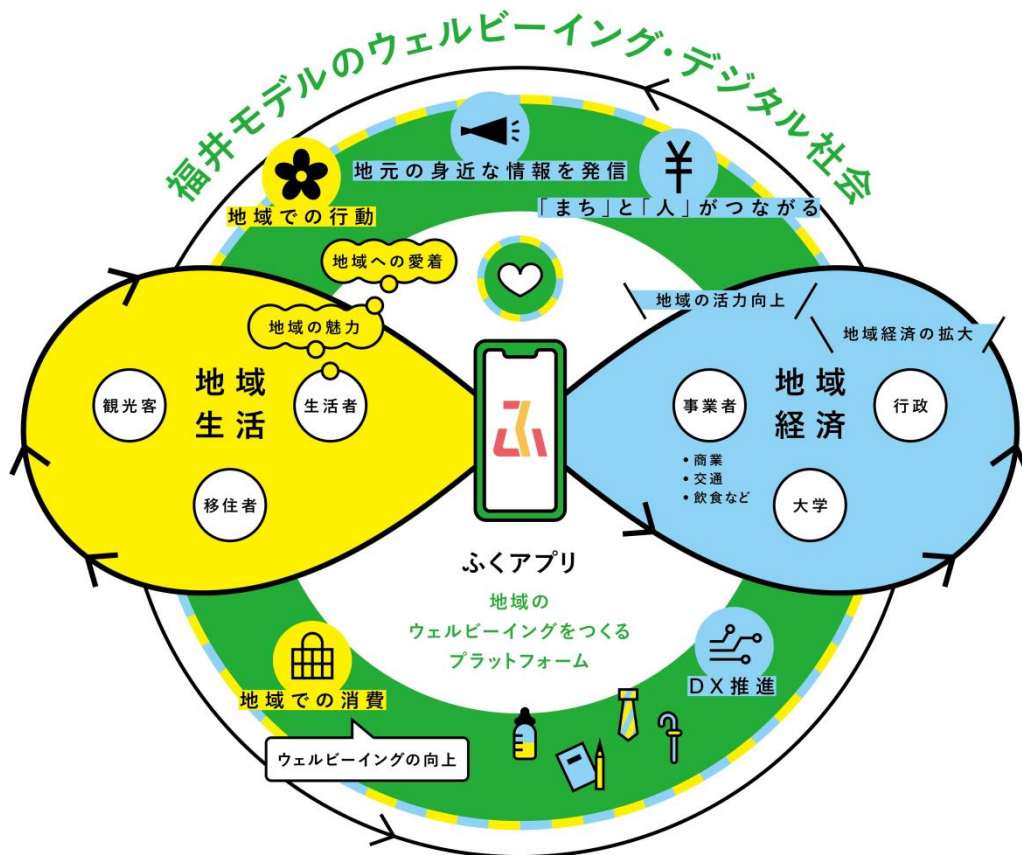 福井モデルのウェルビーイング・デジタル社会
地元の身近な情報を発信
「まち」と「人」がつながる
地域での行動
地域への愛着
地域の魅力
地域の活力向上
地域経済の拡大
地域
生活
観光客
生活者
移住者
ふ
地域
経済
事業者
・商業
・交通
・飲食など
行政
大学
ふくアプリ
地域の
ウェルビーイングをつくる
プラットフォーム
地域での消費
ウェルビーイングの向上
DX推進